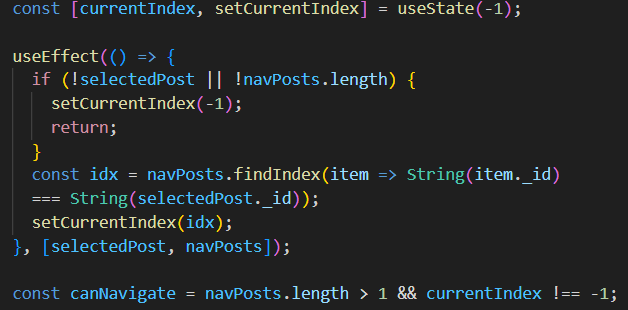 const [currentIndex, setCurrentIndex] = useState(-1);
useEffect(() => {
if (!selectedPost || !navPosts.length) {
setCurrentIndex(-1);
return;
}
const idx = navPosts.findIndex(item => String(item._id)
=== String(selectedPost._id));
setCurrentIndex(idx);
}, [selectedPost, navPosts]);
const canNavigate = navPosts.length > 1 && currentIndex !== -1;